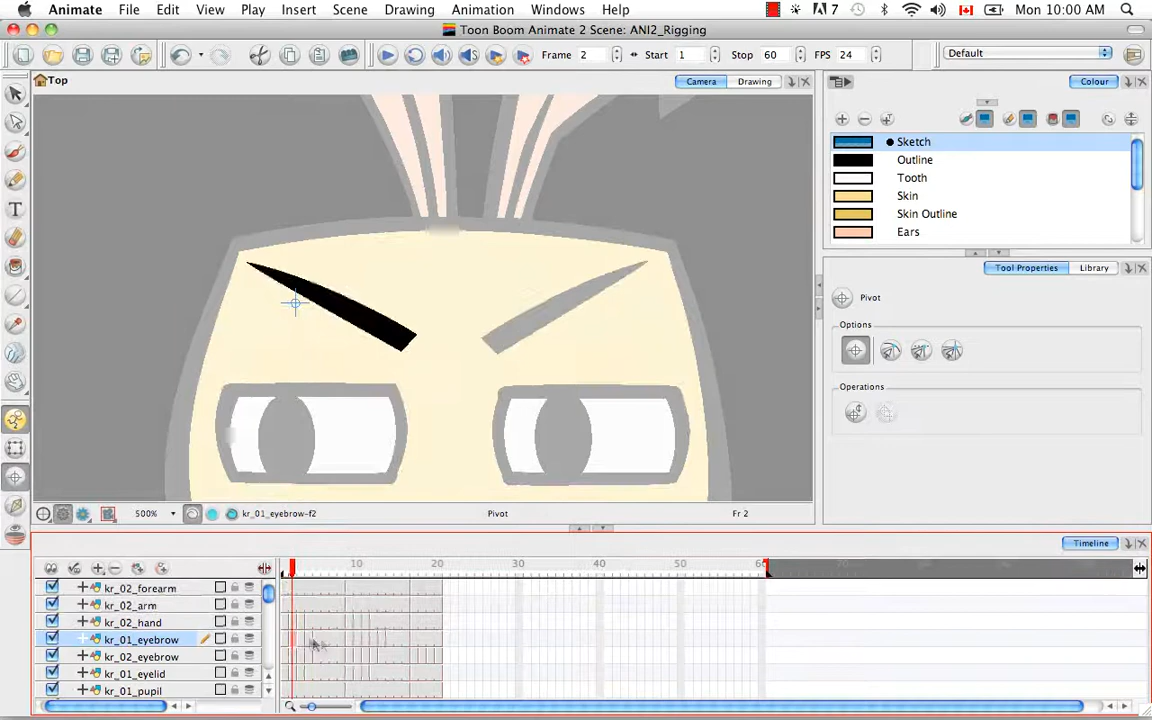 Animate File Edit View Play Insert Scene Drawing Animation Windows Help 7 Mon 10:00 AM
Toon Boom Animate 2 Scene: ANI2_Rigging
Frame 2 Start 1 Stop 60 FPS 24 Default
Top Camera Drawing Colour
Sketch
Outline
Tooth
Skin
Skin Outline
Ears
Tool Properties Library
Pivot
Options
Operations
500% kr_01_eyebrow-f2 Pivot Fr 2
Timeline
10 20 30 40 50 60
kr_02_forearm
kr_02_arm
kr_02_hand
kr_01_eyebrow
kr_02_eyebrow
kr_01_eyelid
kr_01_pupil